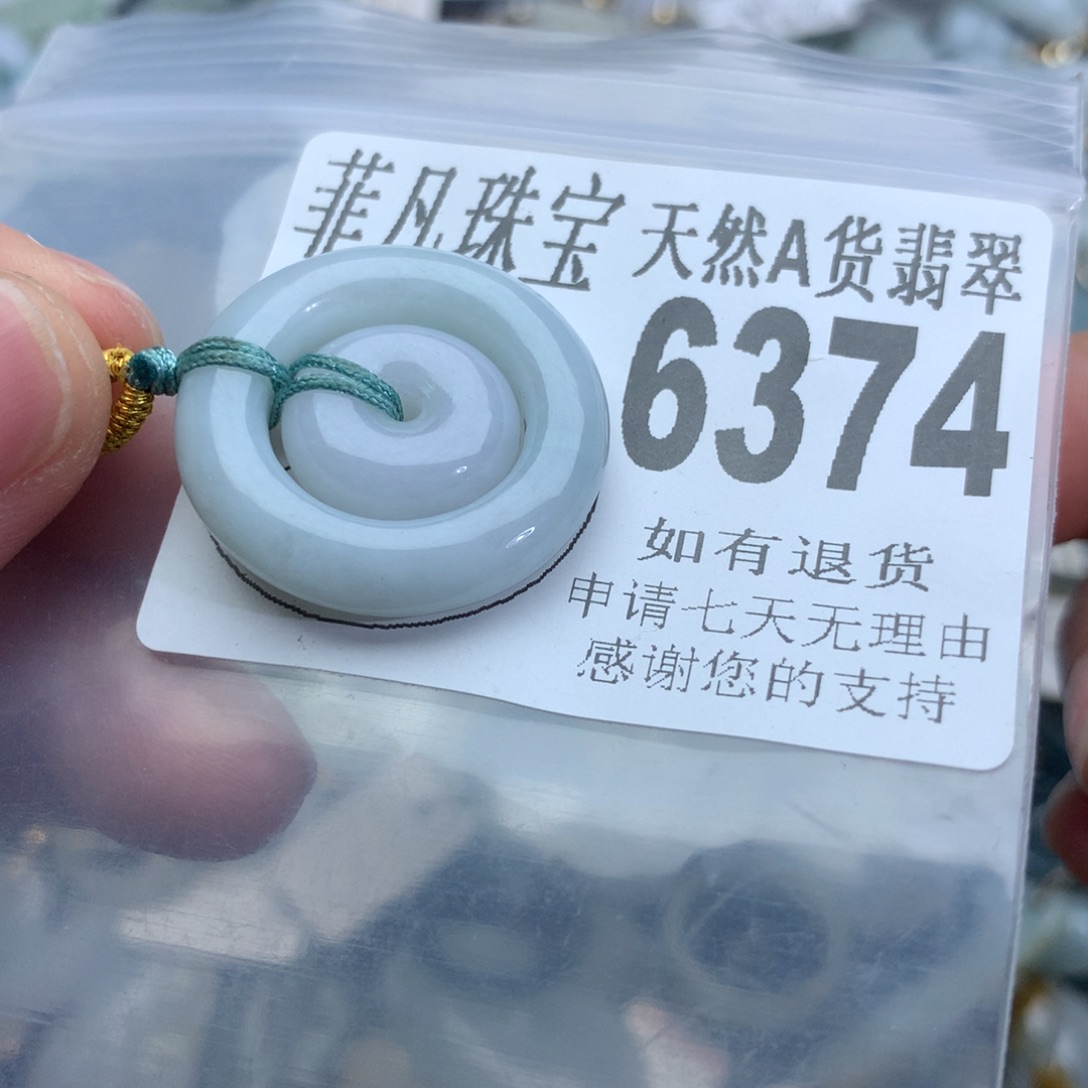 菲凡珠宝 天然A货翡翠
6374
如有退货
申请七天无理由
感谢您的支持